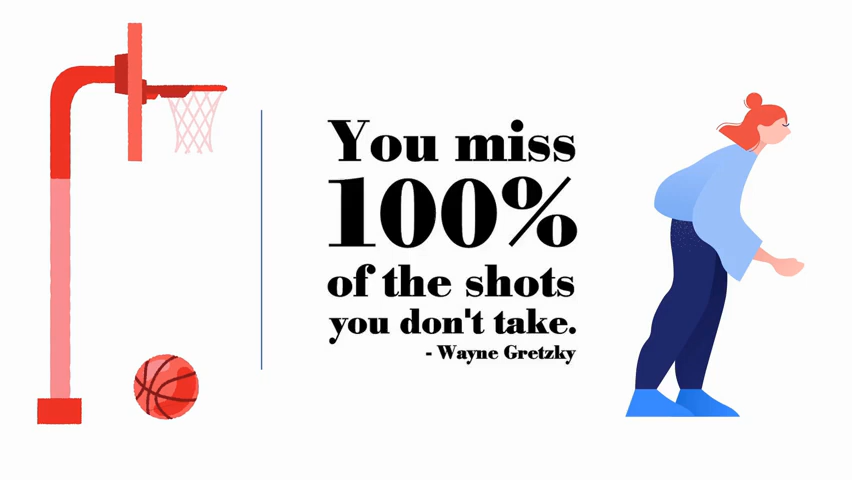 You miss
100%
of the shots
you don't take.
- Wayne Gretzky